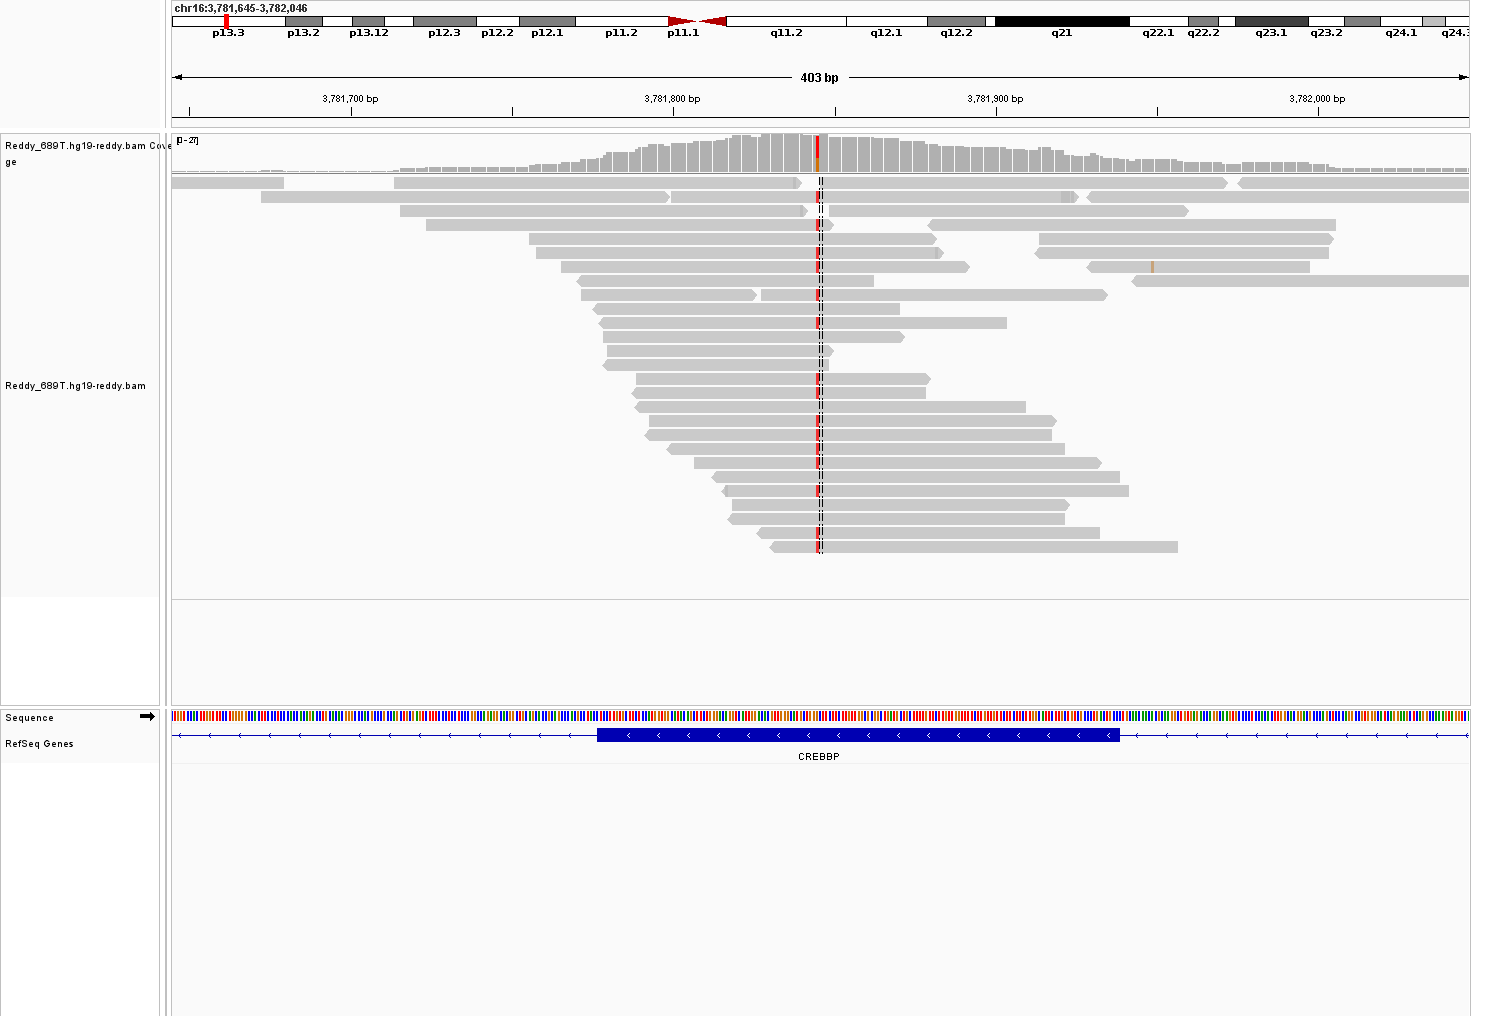 chr16:3,781,645-3,782,046
p13.3 p13.2 p13.12 p12.3 p12.2 p12.1 p11.2 p11.1 q11.2 q12.1 q12.2 q21 q22.1 q22.2 q23.1 q23.2 q24.1 q24.3
403 bp
3,781,700 bp 3,781,800 bp 3,781,900 bp 3,782,000 bp
Reddy_689T.hg19-reddy.bam Cove
ge
[0 - 27]
Reddy_689T.hg19-reddy.bam
Sequence
RefSeq Genes
CREBBP